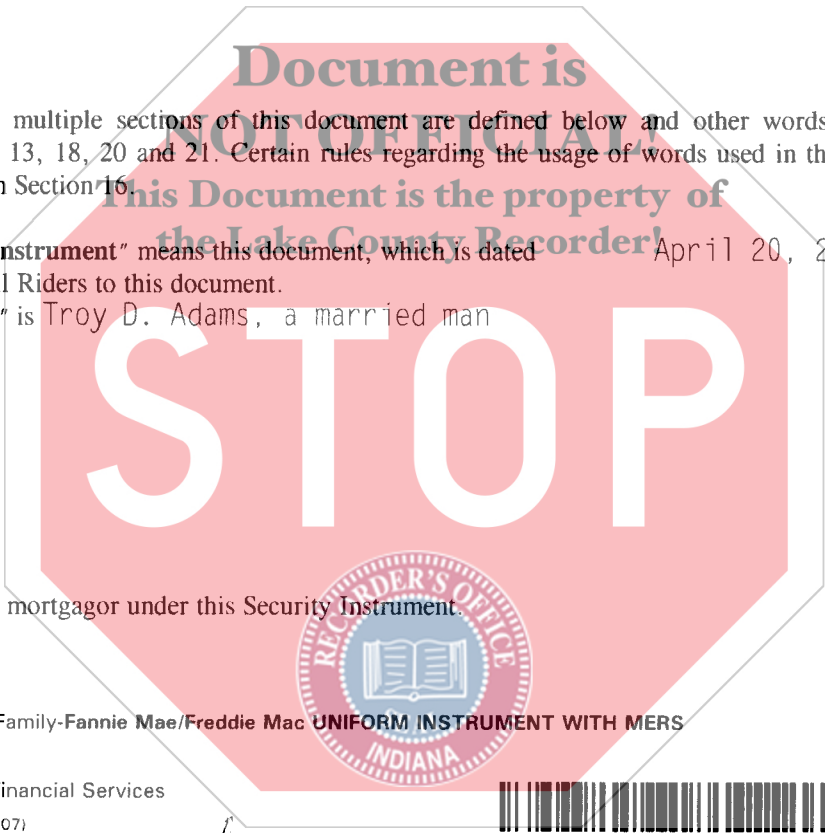 Document is
multiple sections of this document are defined below and other words
NOT OFFICIAL!
13, 18, 20 and 21. Certain rules regarding the usage of words used in th
n Section 16.
This Document is the property of
the Lake County Recorder!
nstrument" means this document, which is dated April 20, 2
l Riders to this document.
" is Troy D. Adams, a married man
STOP
RECORDER'S OFFICE
mortgagor under this Security Instrument.
Family-Fannie Mae/Freddie Mac UNIFORM INSTRUMENT WITH MERS
INDIANA
inancial Services
07)